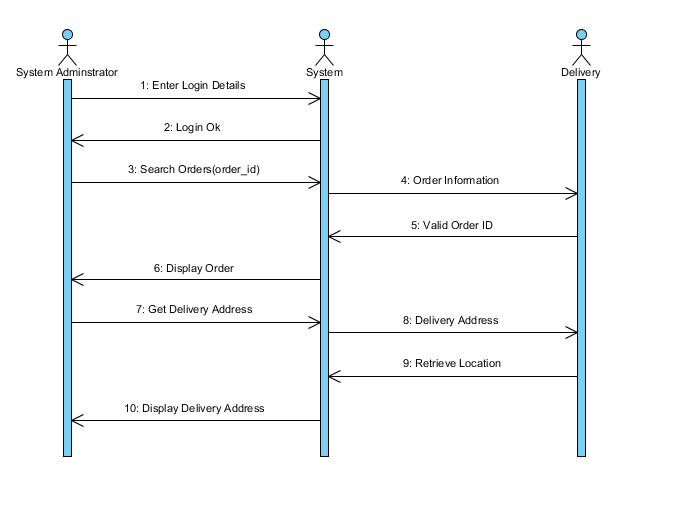 System Adminstrator
System
Delivery
1: Enter Login Details
2: Login Ok
3: Search Orders(order_id)
4: Order Information
5: Valid Order ID
6: Display Order
7: Get Delivery Address
8: Delivery Address
9: Retrieve Location
10: Display Delivery Address